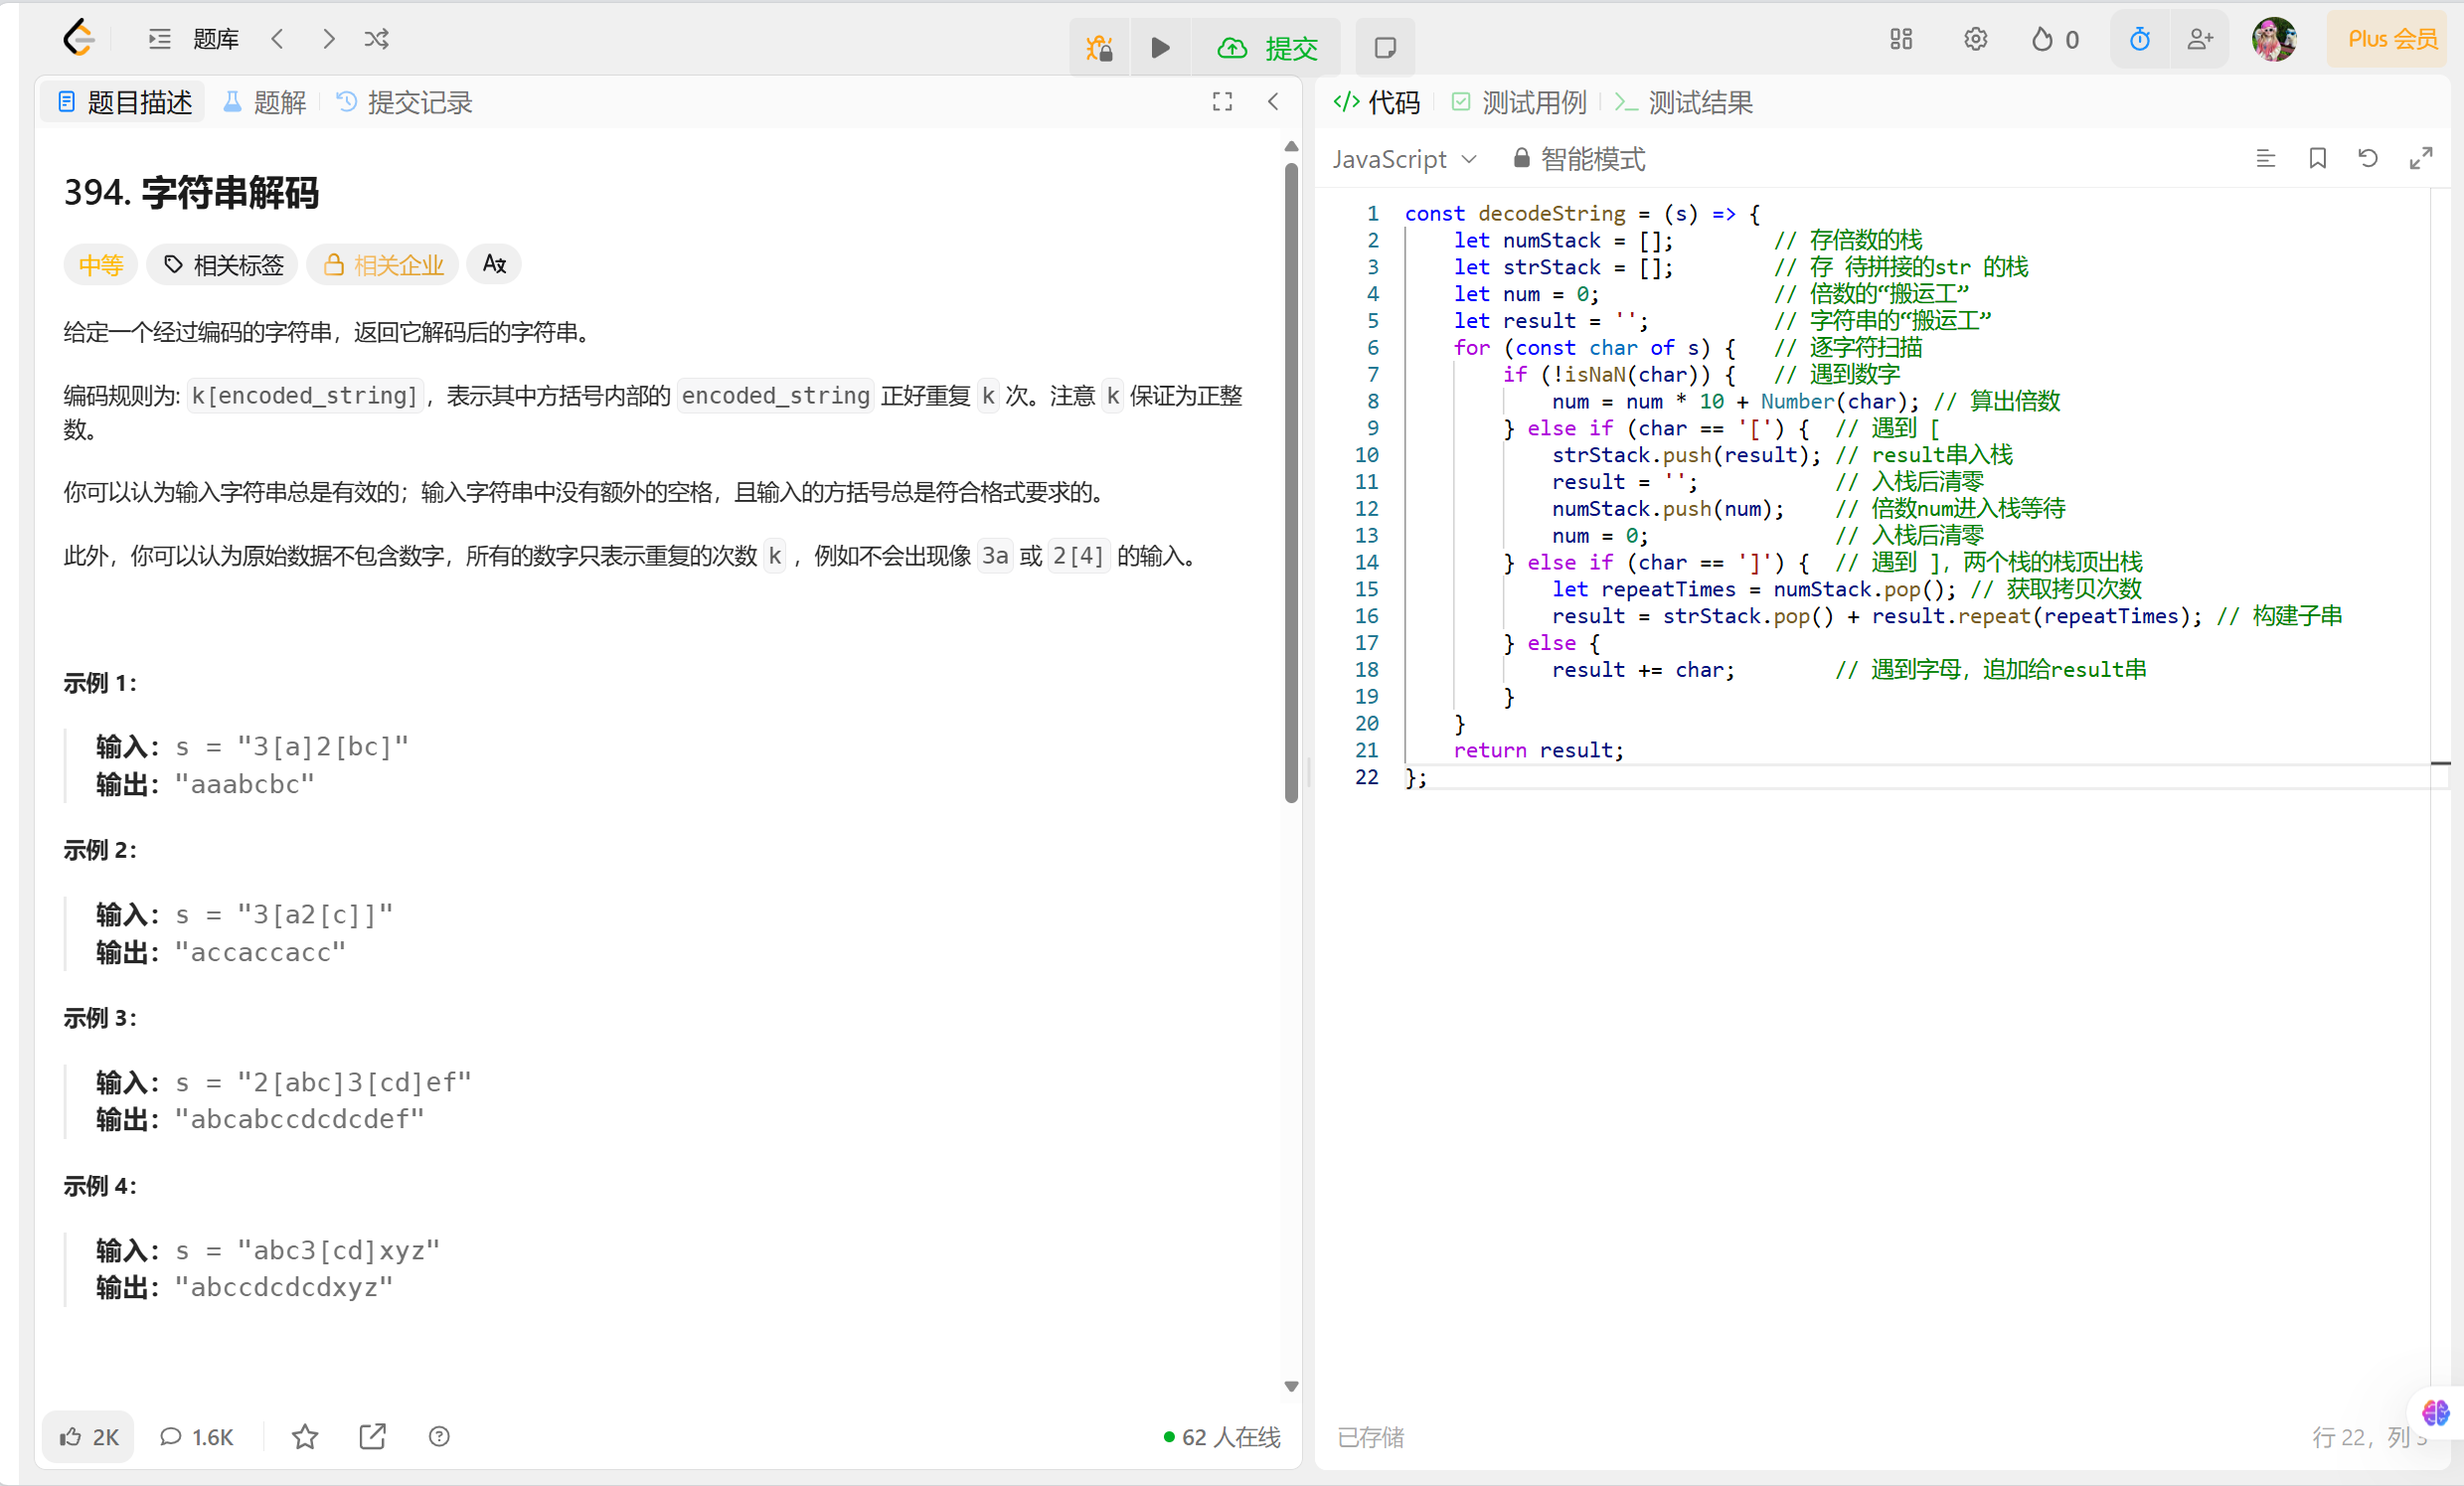 题库
提交
0
Plus 会员
题目描述
题解
提交记录
394. 字符串解码
中等
相关标签
相关企业
给定一个经过编码的字符串，返回它解码后的字符串。
编码规则为: k[encoded_string]，表示其中方括号内部的 encoded_string 正好重复 k 次。注意 k 保证为正整
数。
你可以认为输入字符串总是有效的；输入字符串中没有额外的空格，且输入的方括号总是符合格式要求的。
此外，你可以认为原始数据不包含数字，所有的数字只表示重复的次数 k ，例如不会出现像 3a 或 2[4] 的输入。
示例 1：
输入：s = "3[a]2[bc]"
输出："aaabcbc"
示例 2：
输入：s = "3[a2[c]]"
输出："accaccacc"
示例 3：
输入：s = "2[abc]3[cd]ef"
输出："abcabccdcdcdef"
示例 4：
输入：s = "abc3[cd]xyz"
输出："abccdcdcdxyz"
2K
1.6K
62 人在线
代码
测试用例
测试结果
JavaScript
智能模式
1 const decodeString = (s) => {
2 let numStack = []; // 存倍数的栈
3 let strStack = []; // 存 待拼接的str 的栈
4 let num = 0; // 倍数的“搬运工”
5 let result = ''; // 字符串的“搬运工”
6 for (const char of s) { // 逐字符扫描
7 if (!isNaN(char)) { // 遇到数字
8 num = num * 10 + Number(char); // 算出倍数
9 } else if (char == '[') { // 遇到 [
10 strStack.push(result); // result串入栈
11 result = ''; // 入栈后清零
12 numStack.push(num); // 倍数num进入栈等待
13 num = 0; // 入栈后清零
14 } else if (char == ']') { // 遇到 ]，两个栈的栈顶出栈
15 let repeatTimes = numStack.pop(); // 获取拷贝次数
16 result = strStack.pop() + result.repeat(repeatTimes); // 构建子串
17 } else {
18 result += char; // 遇到字母，追加给result串
19 }
20 }
21 return result;
22 };
已存储
行 22，列 3